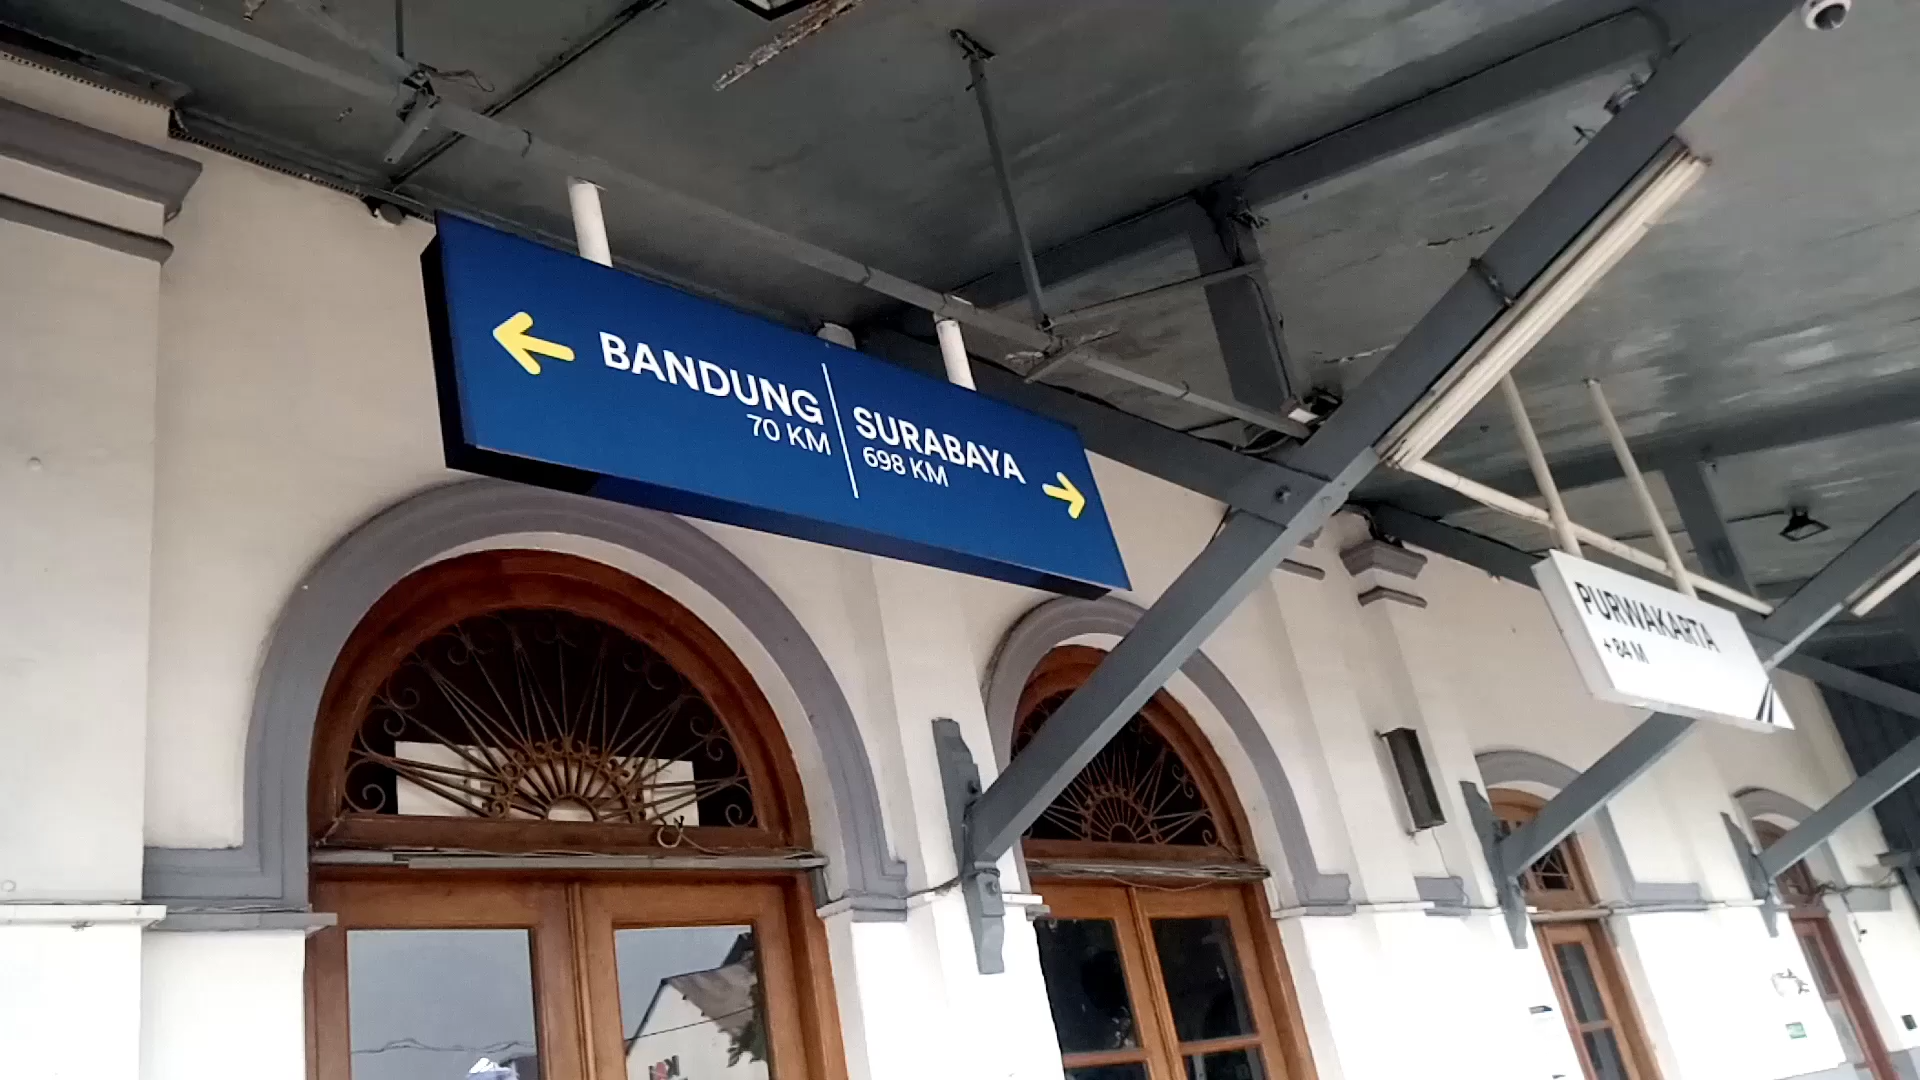 BANDUNG
70 KM
SURABAYA
698 KM
PURWAKARTA
+84 M